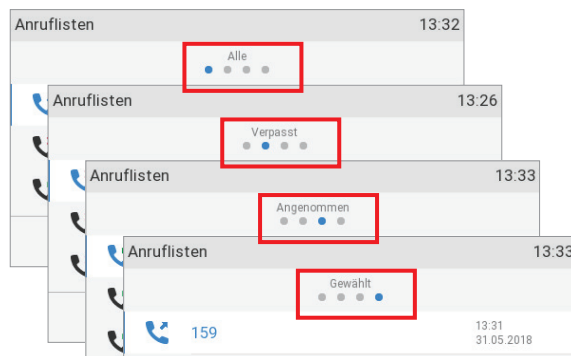 Anruflisten 13:32
Alle
Anruflisten 13:26
Verpasst
Anruflisten 13:33
Angenommen
Anruflisten 13:33
Gewählt
159 13:31
31.05.2018